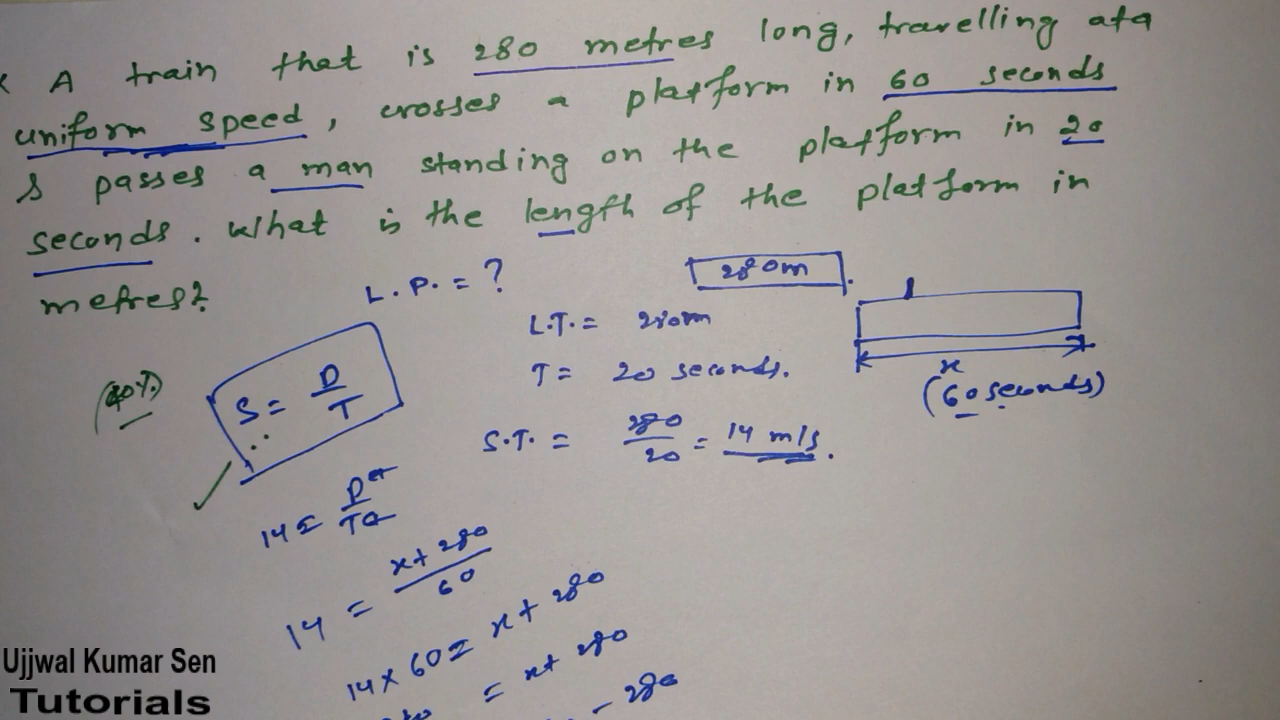 A train that is 280 metres long, travelling at a
uniform speed, crosses a platform in 60 seconds
& passes a man standing on the platform in 20
seconds. What is the length of the platform in
metres?
L.P. = ?
280m
L.T. = 280m
T = 20 seconds.
x
(60 seconds)
S = D/T
S.T. = 280/20 = 14 m/s.
14 = D/T
14 = x + 280/60
14 x 60 = x + 280
= x + 280
- 280
Ujjwal Kumar Sen
Tutorials